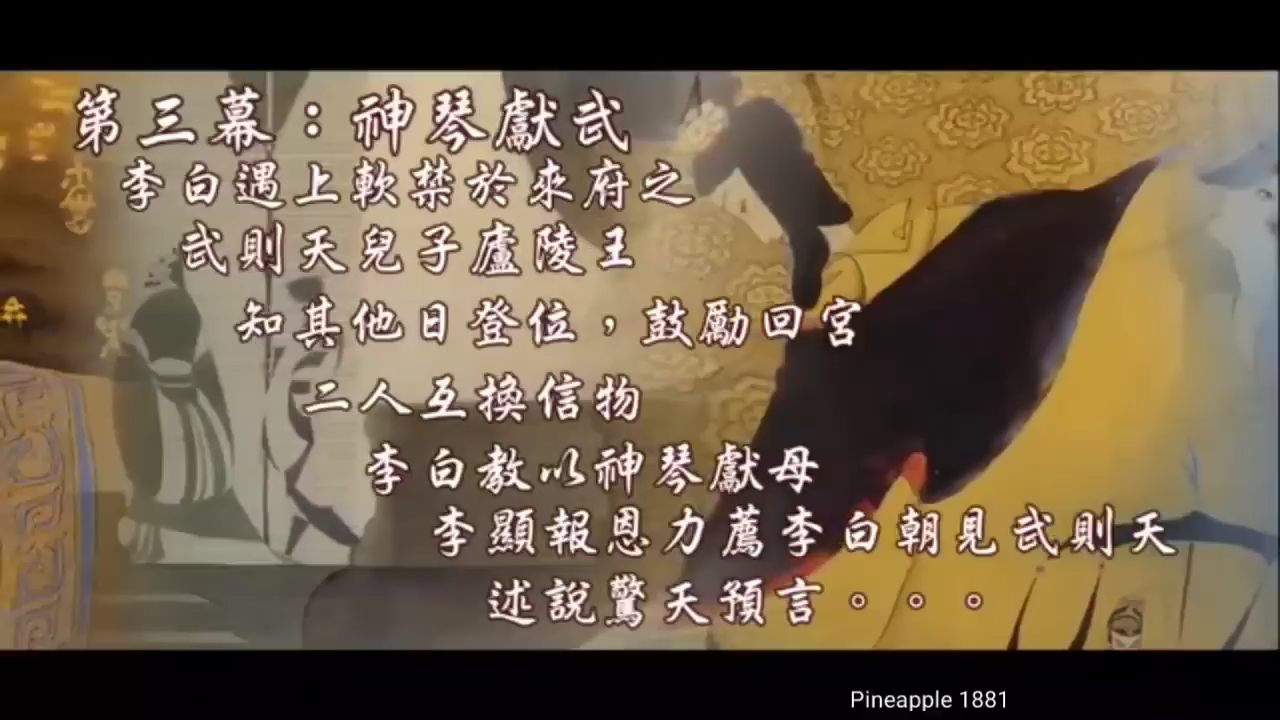 第三幕：神琴獻武
李白遇上軟禁於來府之
武則天兒子廬陵王
知其他日登位，鼓勵回宮
二人互換信物
李白教以神琴獻母
李顯報恩力薦李白朝見武則天
述說驚天預言。。。
Pineapple 1881